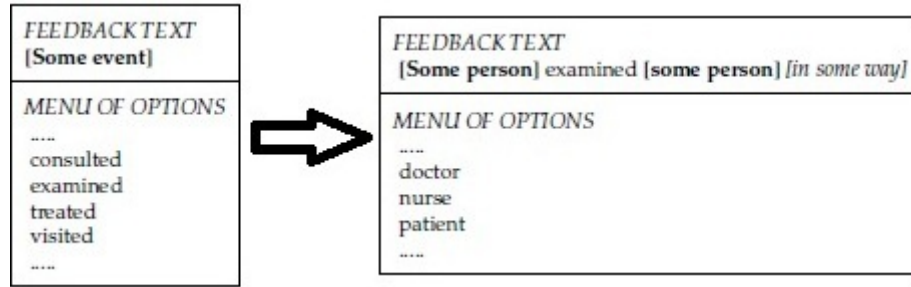 FEEDBACK TEXT
[Some event]
MENU OF OPTIONS
.....
consulted
examined
treated
visited
.....
FEEDBACK TEXT
[Some person] examined [some person] [in some way]
MENU OF OPTIONS
.....
doctor
nurse
patient
.....